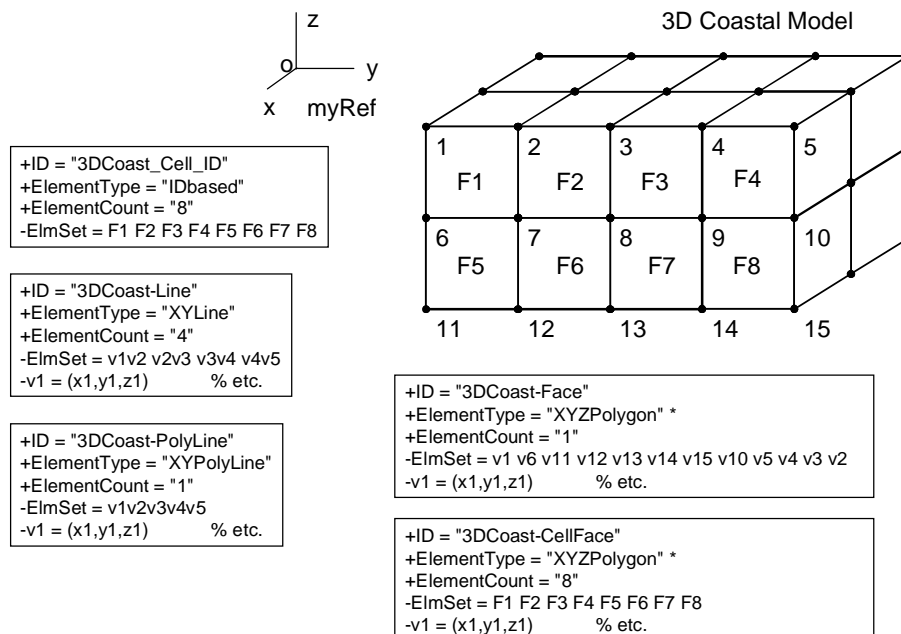 z
3D Coastal Model
o
y
x
myRef
1 2 3 4 5
F1 F2 F3 F4
6 7 8 9 10
F5 F6 F7 F8
11 12 13 14 15
+ID = "3DCoast_Cell_ID"
+ElementType = "IDbased"
+ElementCount = "8"
-ElmSet = F1 F2 F3 F4 F5 F6 F7 F8
+ID = "3DCoast-Line"
+ElementType = "XYLine"
+ElementCount = "4"
-ElmSet = v1v2 v2v3 v3v4 v4v5
-v1 = (x1,y1,z1) % etc.
+ID = "3DCoast-PolyLine"
+ElementType = "XYPolyLine"
+ElementCount = "1"
-ElmSet = v1v2v3v4v5
-v1 = (x1,y1,z1) % etc.
+ID = "3DCoast-Face"
+ElementType = "XYZPolygon" *
+ElementCount = "1"
-ElmSet = v1 v6 v11 v12 v13 v14 v15 v10 v5 v4 v3 v2
-v1 = (x1,y1,z1) % etc.
+ID = "3DCoast-CellFace"
+ElementType = "XYZPolygon" *
+ElementCount = "8"
-ElmSet = F1 F2 F3 F4 F5 F6 F7 F8
-v1 = (x1,y1,z1) % etc.